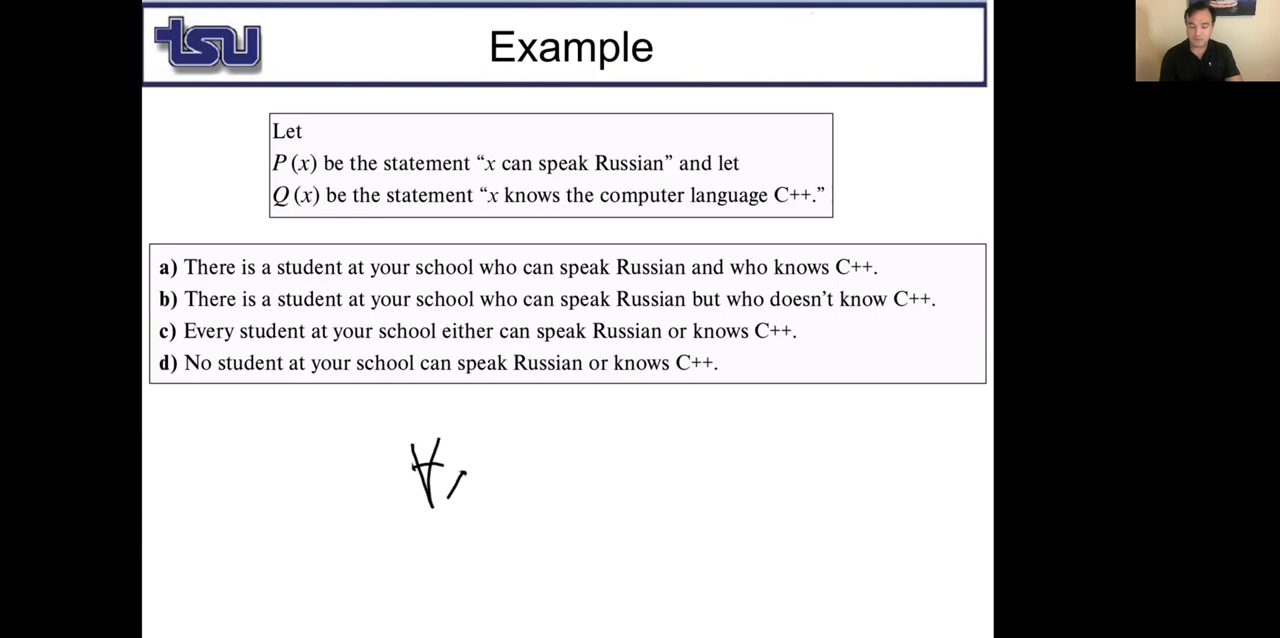 tsu
Example
Let
P (x) be the statement “x can speak Russian” and let
Q (x) be the statement “x knows the computer language C++.”
a) There is a student at your school who can speak Russian and who knows C++.
b) There is a student at your school who can speak Russian but who doesn’t know C++.
c) Every student at your school either can speak Russian or knows C++.
d) No student at your school can speak Russian or knows C++.
∀